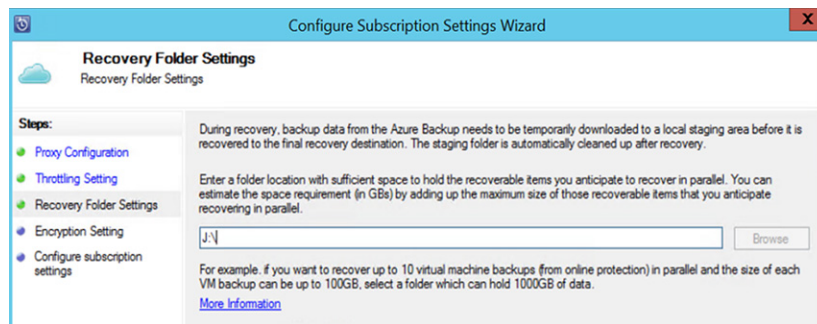 Configure Subscription Settings Wizard
X
Recovery Folder Settings
Recovery Folder Settings
Steps:
Proxy Configuration
Throttling Setting
Recovery Folder Settings
Encryption Setting
Configure subscription
settings
During recovery, backup data from the Azure Backup needs to be temporarily downloaded to a local staging area before it is
recovered to the final recovery destination. The staging folder is automatically cleaned up after recovery.
Enter a folder location with sufficient space to hold the recoverable items you anticipate to recover in parallel. You can
estimate the space requirement (in GBs) by adding up the maximum size of those recoverable items that you anticipate
recovering in parallel.
J:\
Browse
For example. if you want to recover up to 10 virtual machine backups (from online protection) in parallel and the size of each
VM backup can be up to 100GB, select a folder which can hold 1000GB of data.
More Information